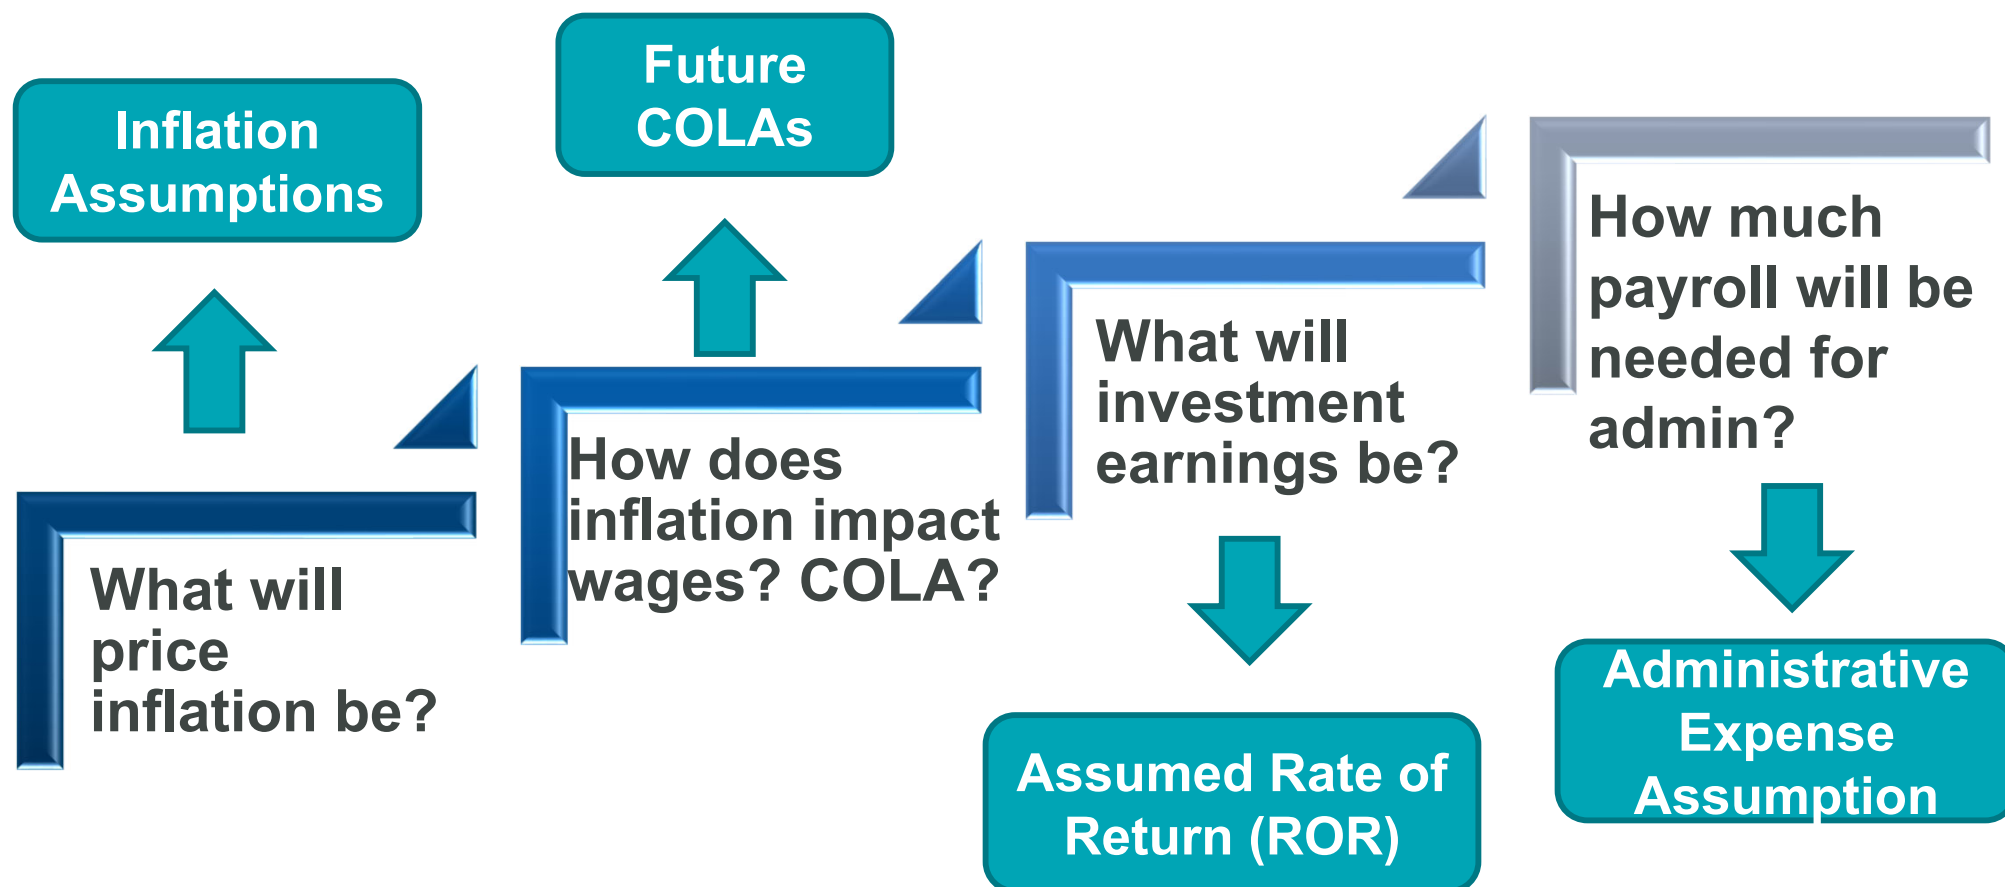 Inflation
Assumptions
Future
COLAs
What will
price
inflation be?
How does
inflation impact
wages? COLA?
What will
investment
earnings be?
How much
payroll will be
needed for
admin?
Assumed Rate of
Return (ROR)
Administrative
Expense
Assumption